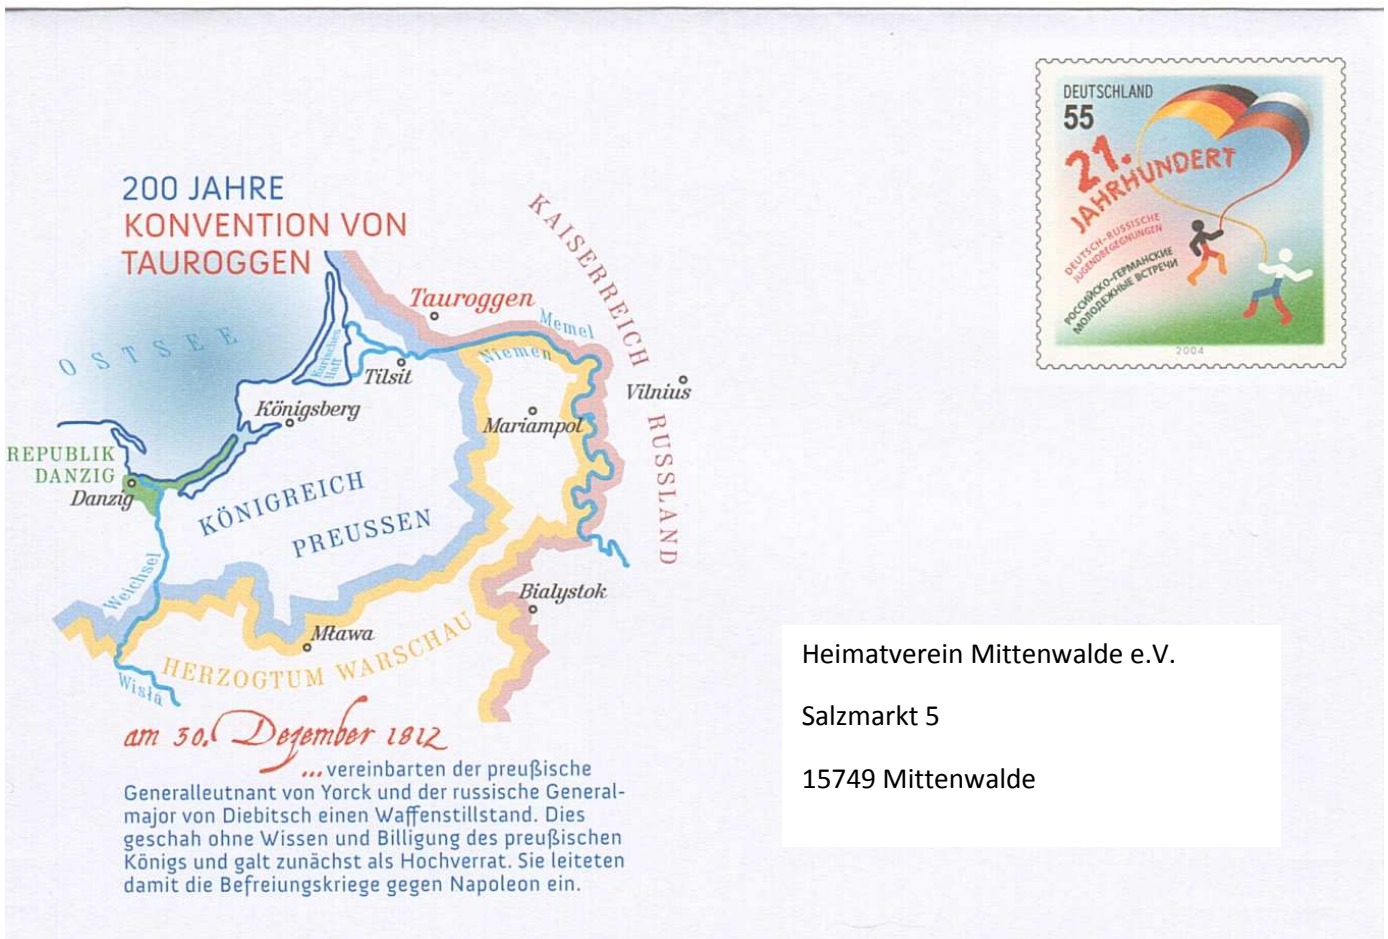 200 JAHRE
KONVENTION VON
TAUROGGEN
DEUTSCHLAND
55
21.
JAHRHUNDERT
DEUTSCH-RUSSISCHE
JUGENDBEGEGNUNGEN
РОССИЙСКО-ГЕРМАНСКИЕ
МОЛОДЕЖНЫЕ ВСТРЕЧИ
2004
KAISERREICH
RUSSLAND
Tauroggen
Memel
Niemen
OSTSEE
Kurisches
Haff
Tilsit
Vilnius
Königsberg
Mariampol
REPUBLIK
DANZIG
Danzig
KÖNIGREICH
PREUSSEN
Weichsel
Bialystok
Mława
HERZOGTUM WARSCHAU
Wisła
am 30. Dezember 1812
...vereinbarten der preußische
Generalleutnant von Yorck und der russische General-
major von Diebitsch einen Waffenstillstand. Dies
geschah ohne Wissen und Billigung des preußischen
Königs und galt zunächst als Hochverrat. Sie leiteten
damit die Befreiungskriege gegen Napoleon ein.
Heimatverein Mittenwalde e.V.
Salzmarkt 5
15749 Mittenwalde